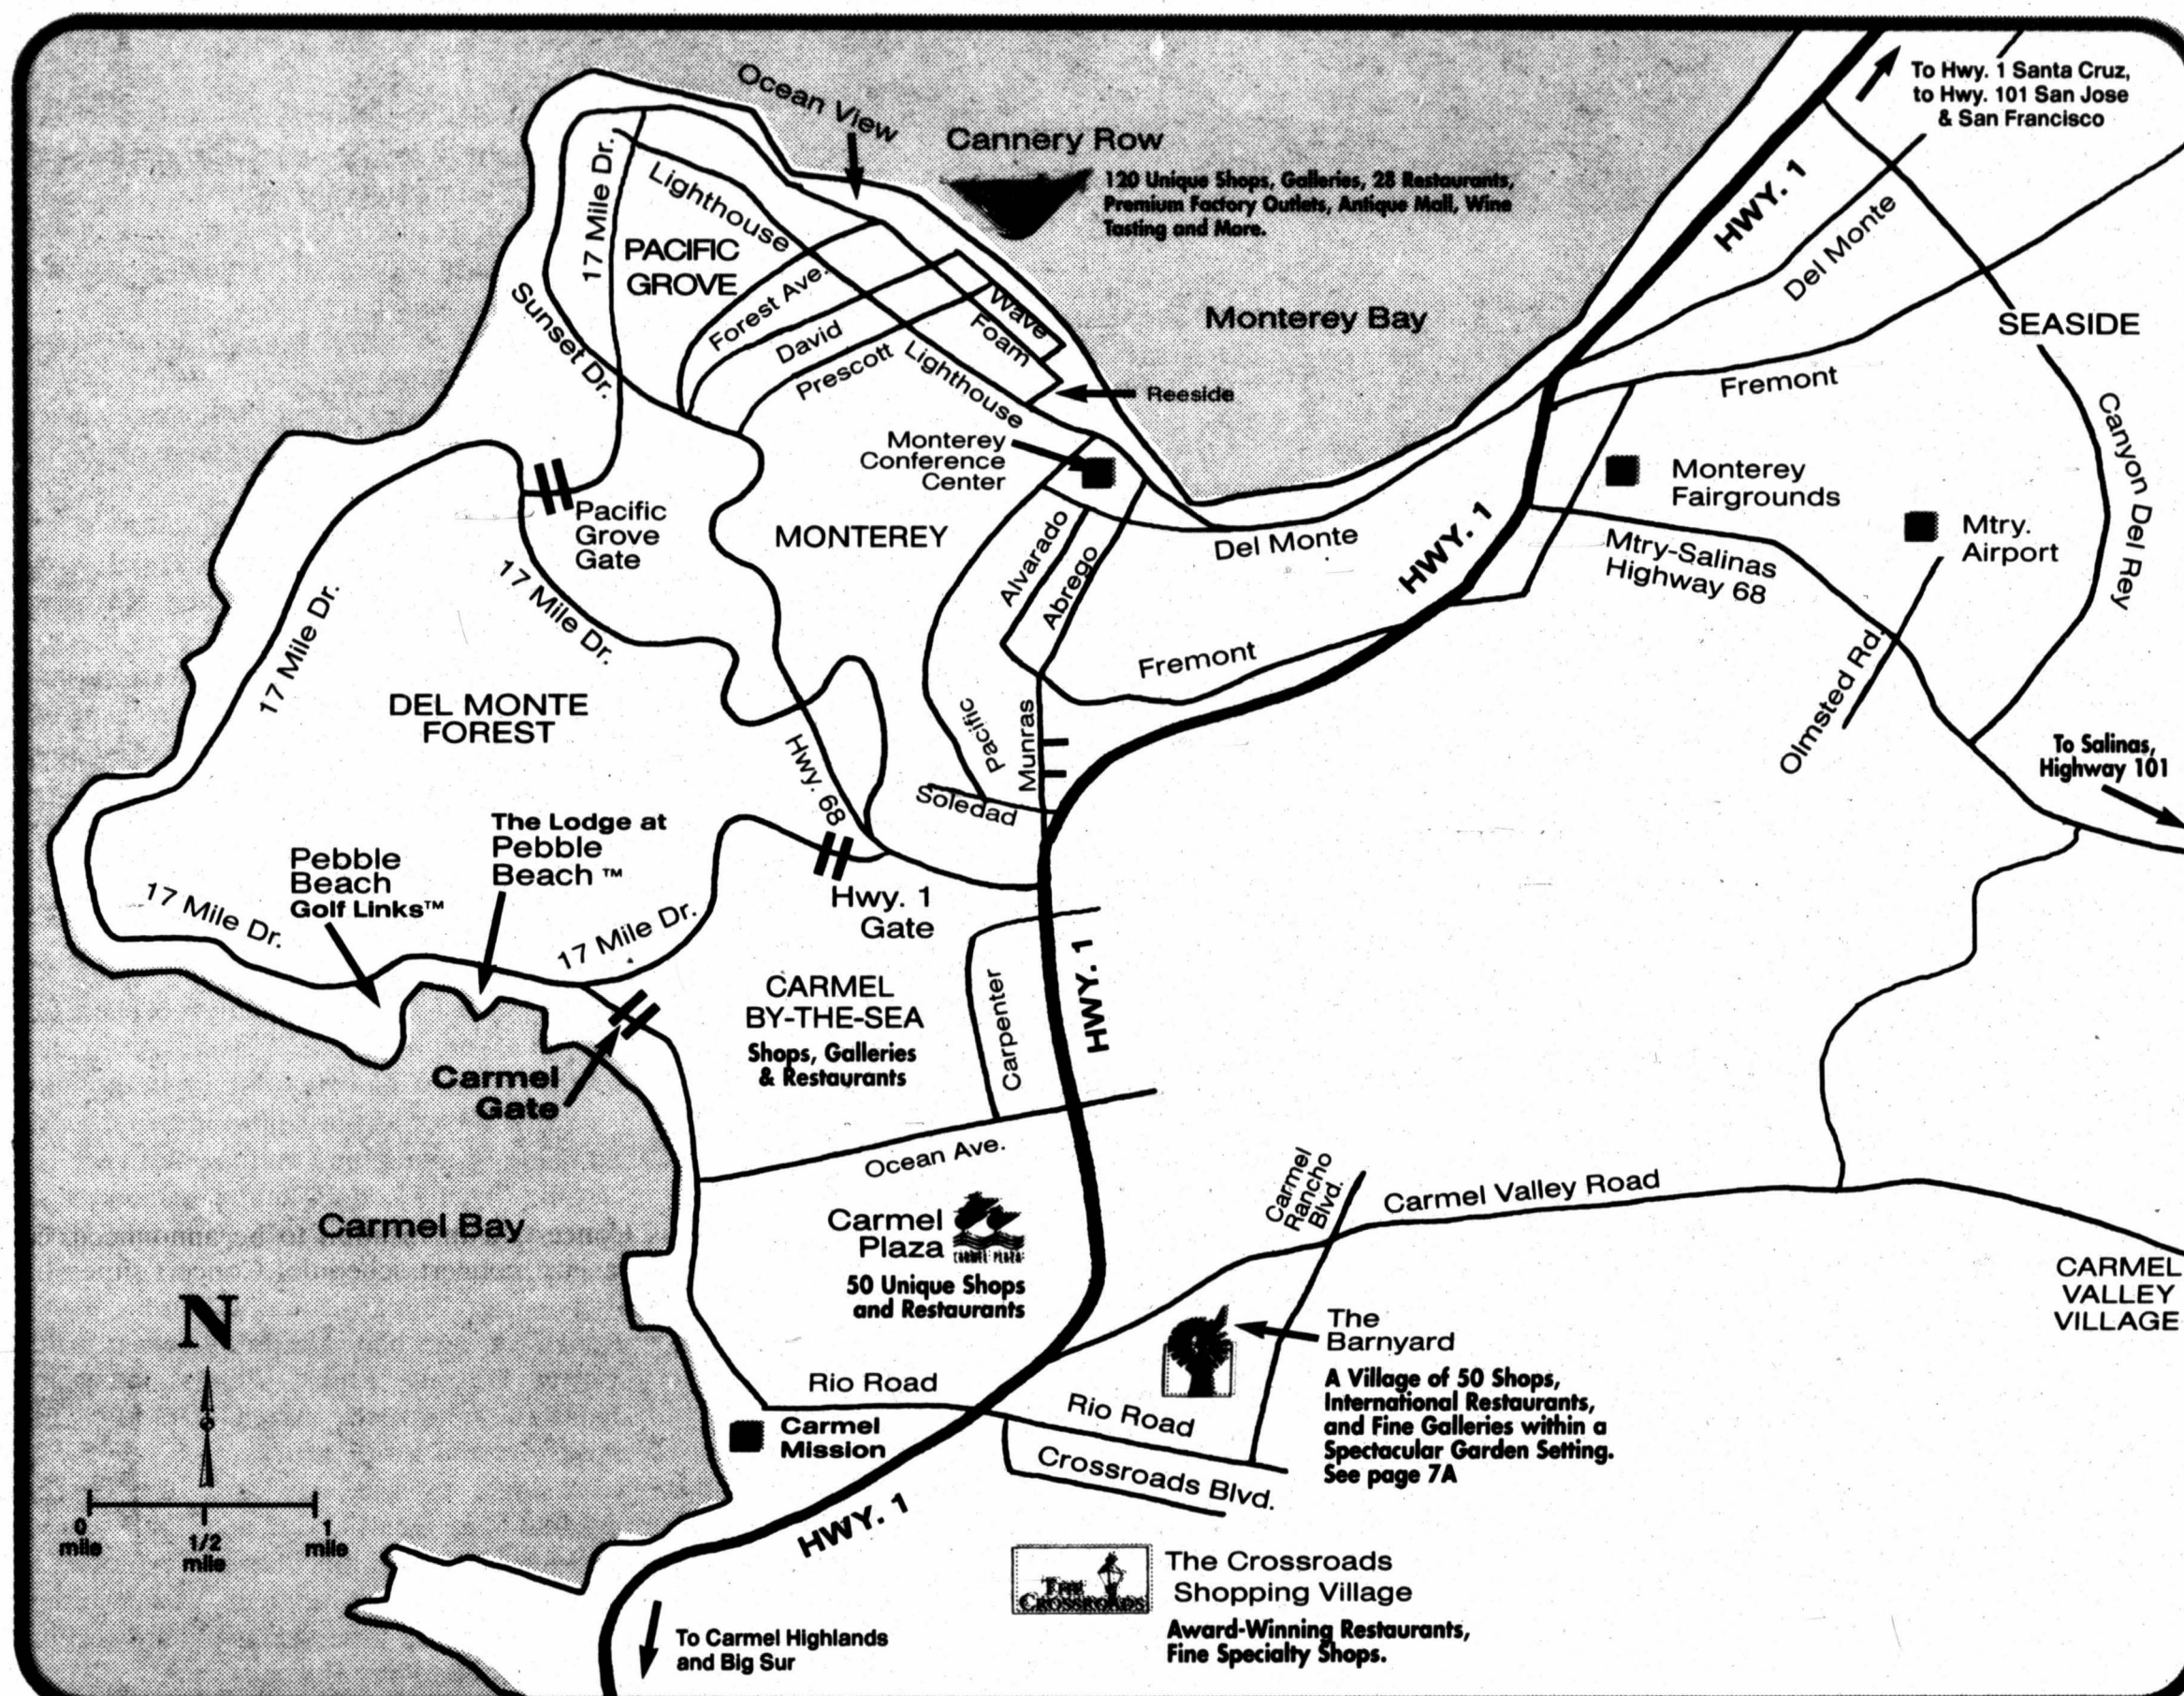 Ocean View
Cannery Row
120 Unique Shops, Galleries, 28 Restaurants,
Premium Factory Outlets, Antique Mall, Wine
Tasting and More.
To Hwy. 1 Santa Cruz,
to Hwy. 101 San Jose
& San Francisco
HWY. 1
Del Monte
17 Mile Dr.
Lighthouse
PACIFIC
GROVE
Forest Ave.
David
Prescott
Lighthouse
Wave
Foam
Sunset Dr.
Reeside
Monterey Bay
SEASIDE
Fremont
Canyon Del Rey
Monterey
Conference
Center
Monterey
Fairgrounds
Mtry.
Airport
Pacific
Grove
Gate
MONTEREY
Alvarado
Abrego
Del Monte
HWY. 1
Mtry-Salinas
Highway 68
17 Mile Dr.
17 Mile Dr.
Fremont
Olmsted Rd.
DEL MONTE
FOREST
Pacific
Munras
Hwy. 68
Soledad
To Salinas,
Highway 101
The Lodge at
Pebble
Beach ™
Pebble
Beach
Golf Links™
17 Mile Dr.
17 Mile Dr.
Hwy. 1
Gate
CARMEL
BY-THE-SEA
Shops, Galleries
& Restaurants
Carpenter
HWY. 1
Carmel
Gate
Ocean Ave.
Carmel
Rancho
Blvd.
Carmel Valley Road
Carmel Bay
Carmel
Plaza
CARMEL PLAZA
50 Unique Shops
and Restaurants
CARMEL
VALLEY
VILLAGE
N
The
Barnyard
A Village of 50 Shops,
International Restaurants,
and Fine Galleries within a
Spectacular Garden Setting.
See page 7A
Rio Road
Rio Road
Carmel
Mission
Crossroads Blvd.
HWY. 1
0
mile
1/2
mile
1
mile
THE
CROSSROADS
The Crossroads
Shopping Village
Award-Winning Restaurants,
Fine Specialty Shops.
To Carmel Highlands
and Big Sur